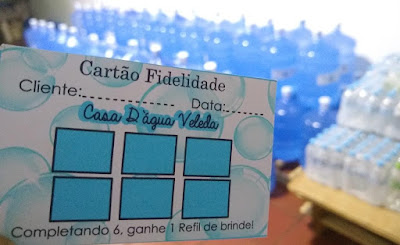 Cartão Fidelidade
Cliente: Data:
Casa D'água Veleda
Completando 6, ganhe 1 Refil de brinde!